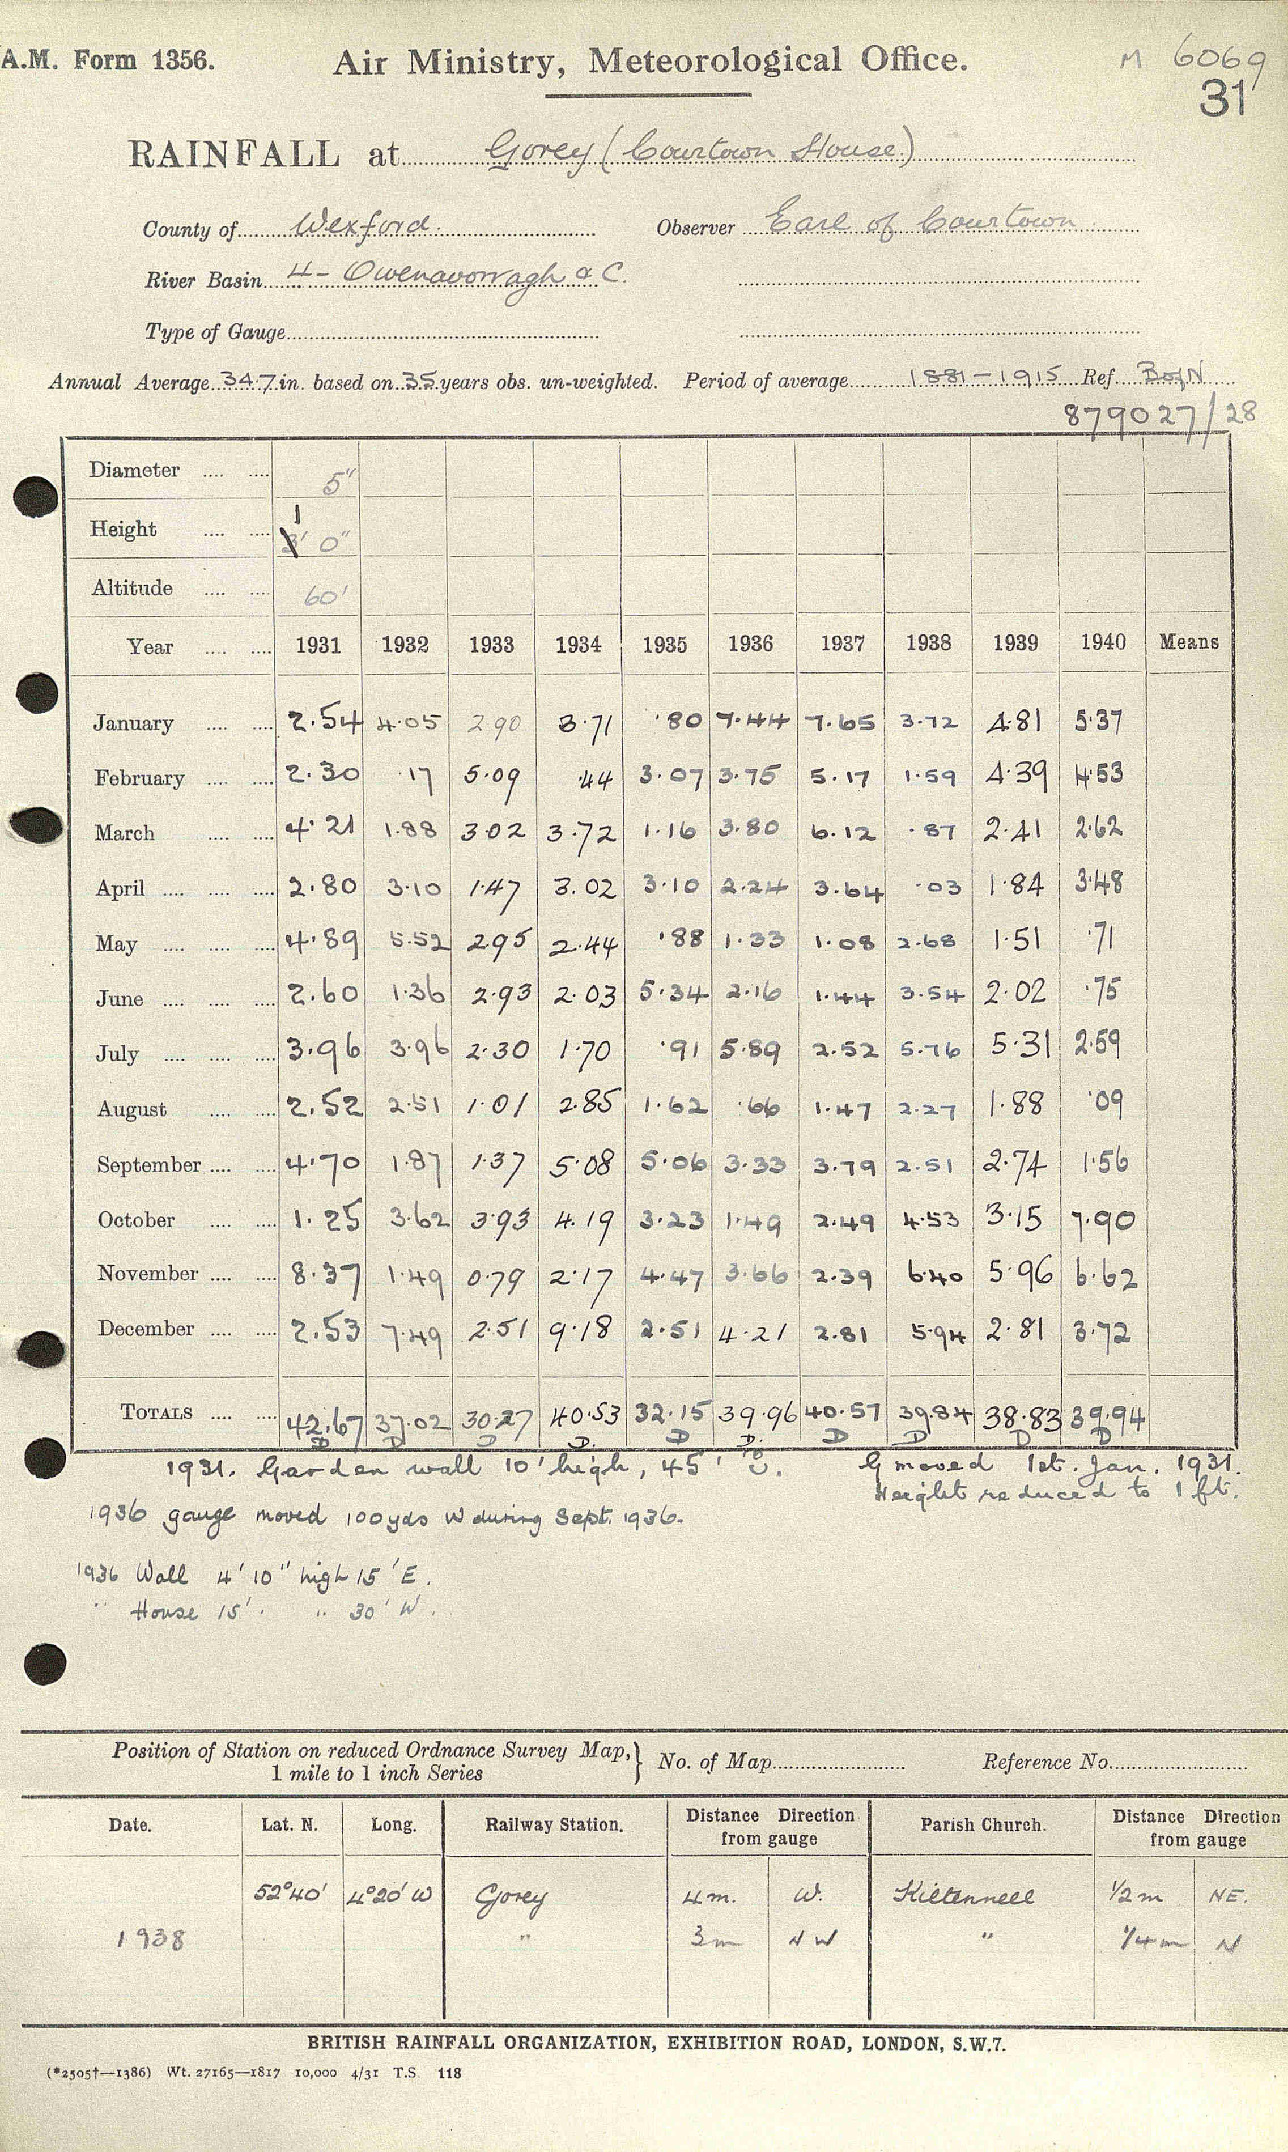 A.M. Form 1356.
Air Ministry, Meteorological Office.
M 6069
31
RAINFALL at Gorey (Courtown House)
County of Wexford. Observer Earl of Courtown
River Basin 4 – Owenavorragh & C.
Type of Gauge
Annual Average 34.7 in. based on 35 years obs. un-weighted. Period of average 1881–1915 Ref. B of N
879027/28
Diameter 5"
1
Height 3' 0"
Altitude 60'
Year 1931 1932 1933 1934 1935 1936 1937 1938 1939 1940 Means
January 2.54 4.05 2.90 3.71 .80 7.44 7.65 3.72 4.81 5.37
February 2.30 .17 5.09 .44 3.07 3.75 5.17 1.59 4.39 4.53
March 4.21 1.88 3.02 3.72 1.16 3.80 6.12 .87 2.41 2.62
April 2.80 3.10 1.47 3.02 3.10 2.24 3.64 .03 1.84 3.48
May 4.89 5.52 2.95 2.44 .88 1.33 1.08 2.68 1.51 .71
June 2.60 1.36 2.93 2.03 5.34 2.16 1.44 3.54 2.02 .75
July 3.96 3.96 2.30 1.70 .91 5.89 2.52 5.76 5.31 2.59
August 2.52 2.51 1.01 2.85 1.62 .66 1.47 2.27 1.88 .09
September 4.70 1.87 1.37 5.08 5.06 3.33 3.79 2.51 2.74 1.56
October 1.25 3.62 3.93 4.19 3.23 1.49 2.49 4.53 3.15 7.90
November 8.37 1.49 0.79 2.17 4.47 3.66 2.39 6.40 5.96 6.62
December 2.53 7.49 2.51 9.18 2.51 4.21 2.81 5.94 2.81 3.72
TOTALS 42.67 37.02 30.27 40.53 32.15 39.96 40.57 39.84 38.83 39.94
D D D D. D D. D D D D
1931. Garden wall 10' high, 45' G moved 1st. Jan. 1931.
Height reduced to 1 ft.
1936 gauge moved 100yds W during Sept. 1936.
1936 Wall 4' 10" high 15' E.
" House 15'. " 30' W.
Position of Station on reduced Ordnance Survey Map, 1 mile to 1 inch Series } No. of Map Reference No.
Date. Lat. N. Long. Railway Station. Distance Direction from gauge Parish Church. Distance Direction from gauge
52°40' 4°20' W Gorey 4 m. W. Kiltennell 1/2 m NE.
1938 " 3m NW " 1/4 m N
BRITISH RAINFALL ORGANIZATION, EXHIBITION ROAD, LONDON, S.W.7.
(*2505†—1386) Wt. 27165—1817 10,000 4/31 T.S. 118